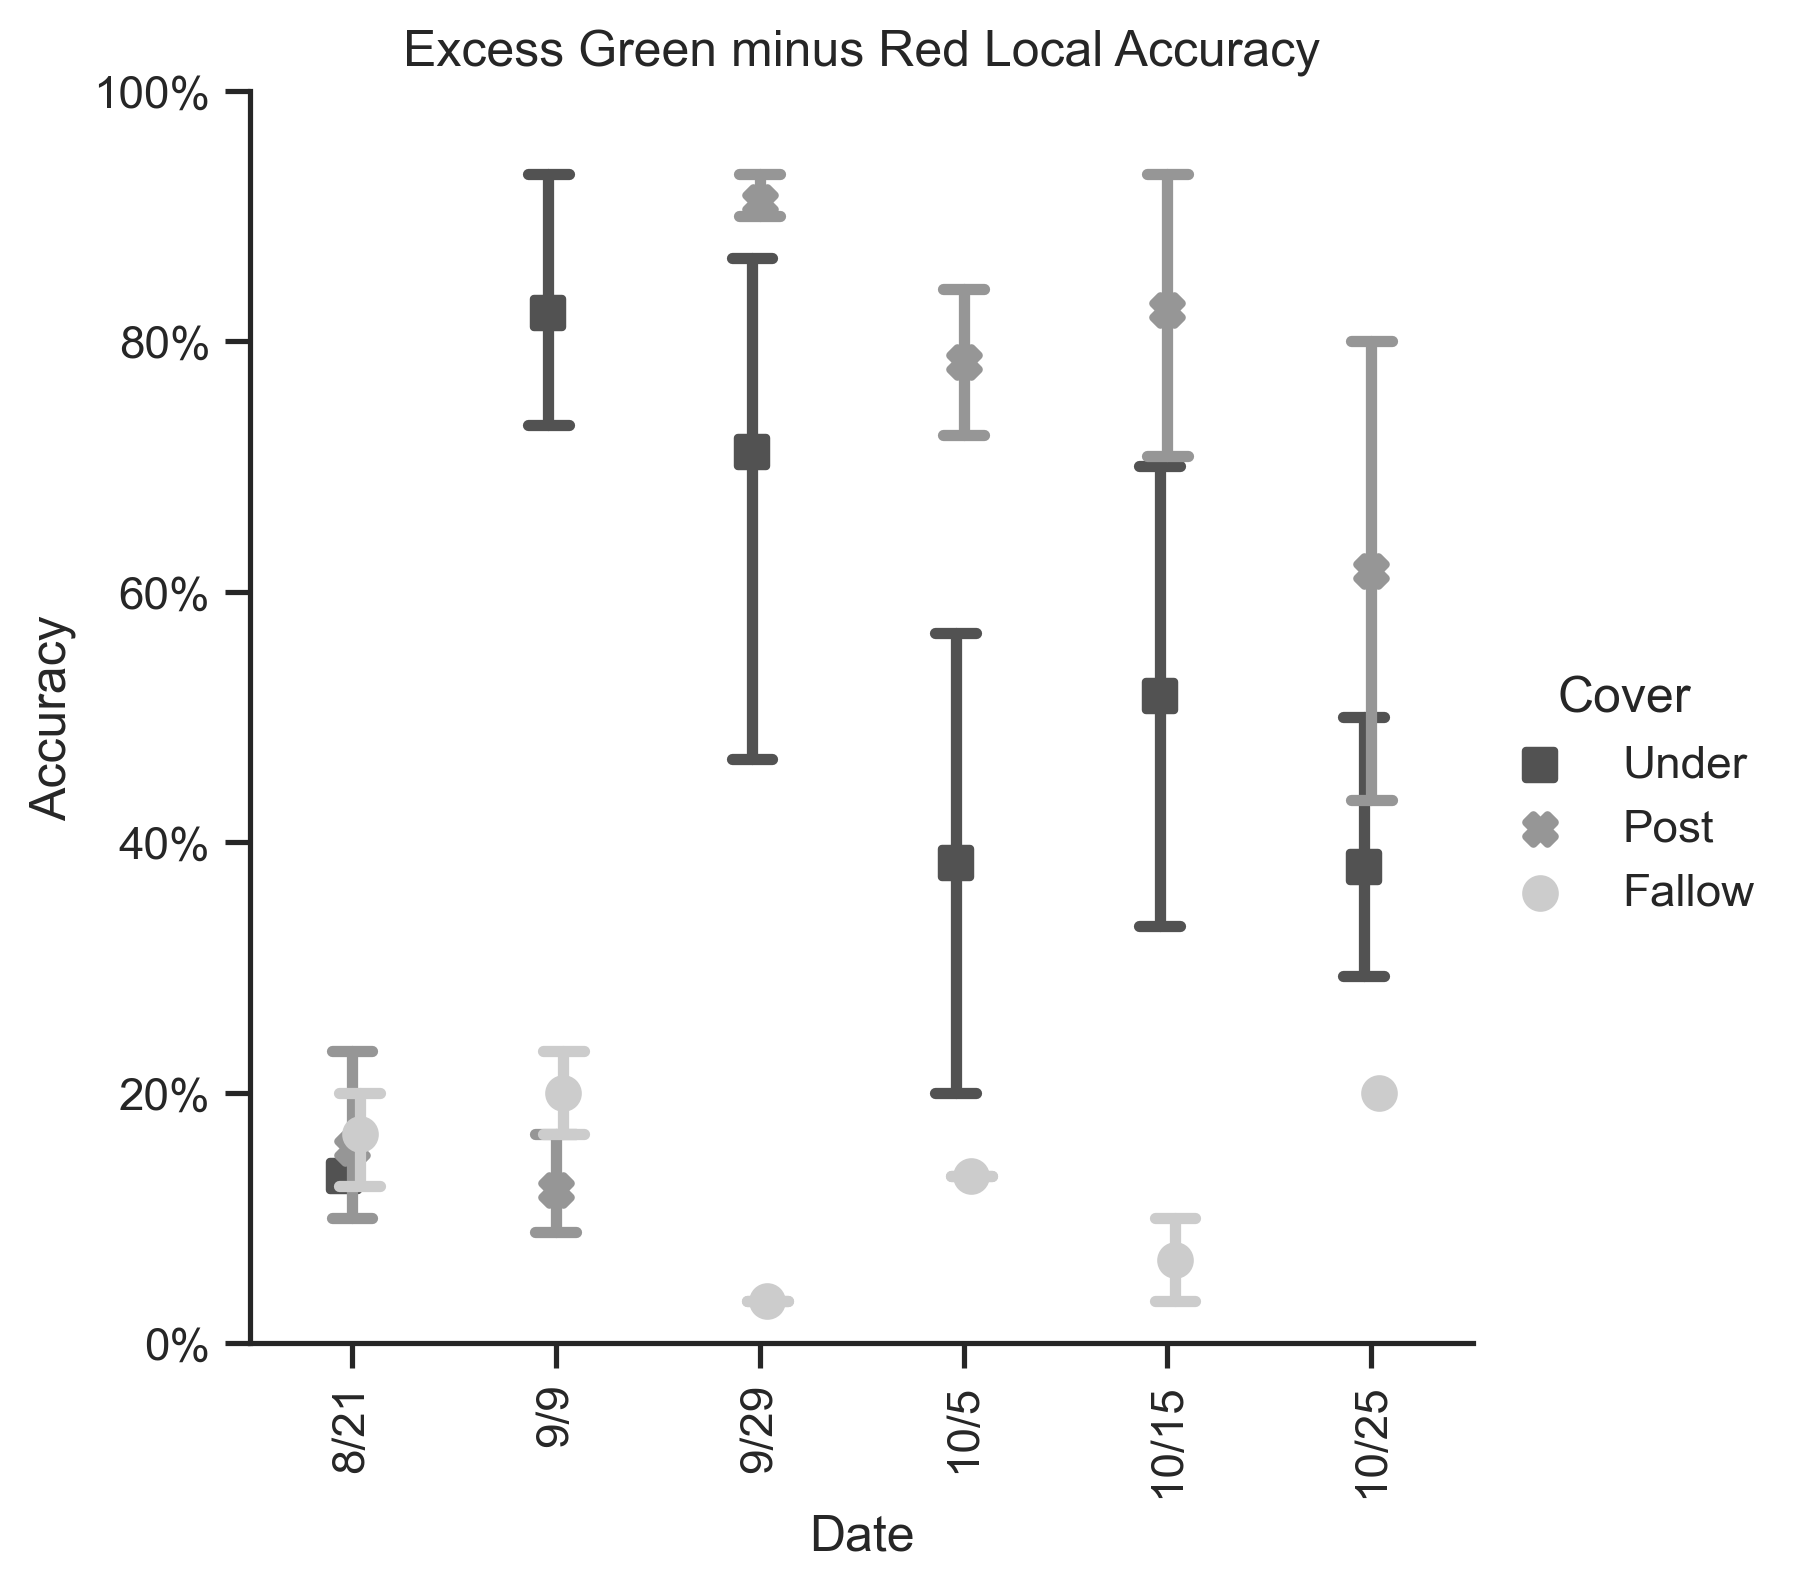 Excess Green minus Red Local Accuracy
100%
80%
60%
40%
20%
0%
Accuracy
8/21
9/9
9/29
10/5
10/15
10/25
Date
Cover
Under
Post
Fallow